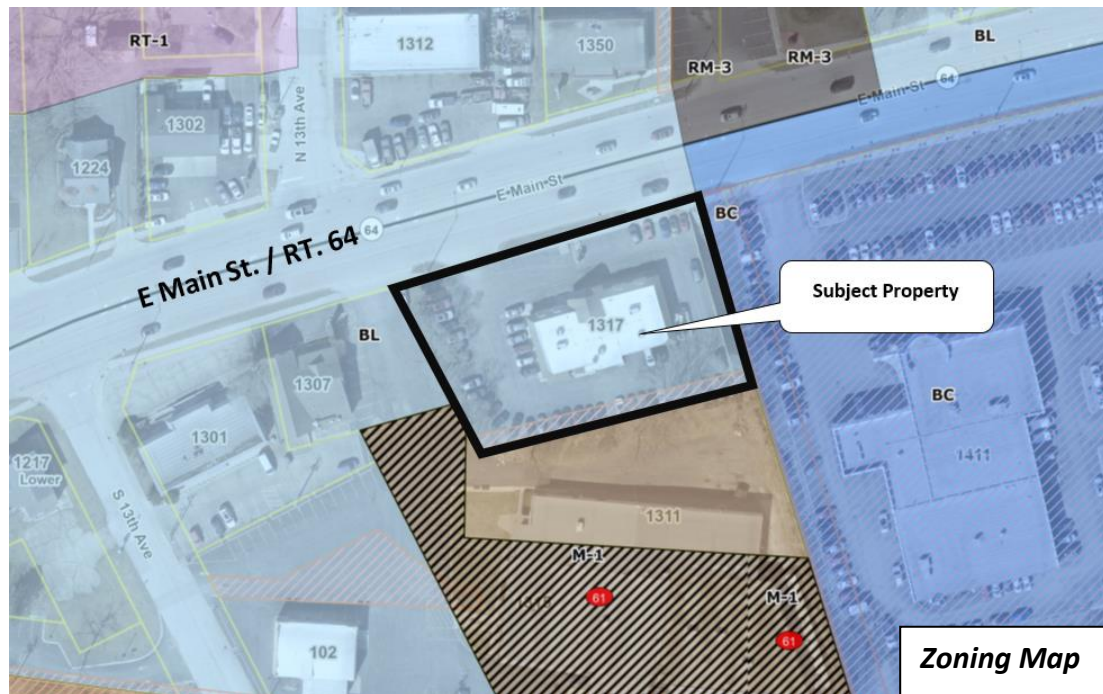 RT-1
1312
1350
BL
RM-3
RM-3
64
E Main St
1302
N 13th Ave
1224
E Main St
BC
64
E Main St. / RT. 64
Subject Property
1317
BL
1307
BC
1301
1411
1217
Lower
1311
S 13th Ave
M-1
61
M-1
61
102
Zoning Map